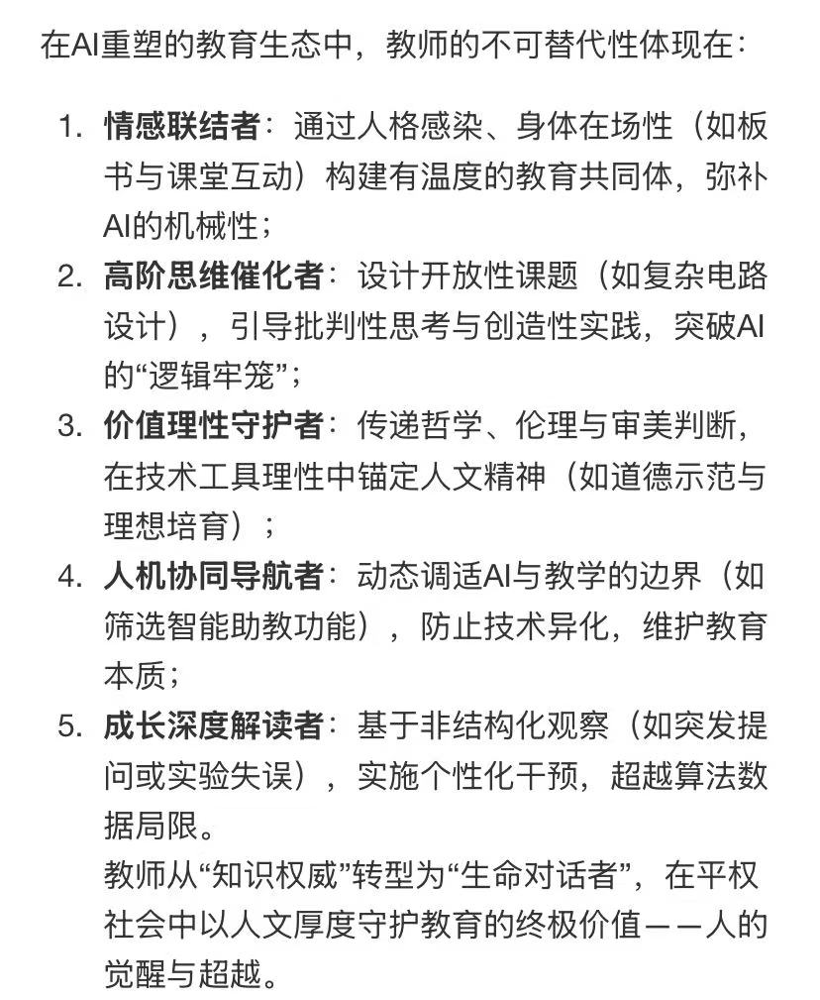 在AI重塑的教育生态中，教师的不可替代性体现在：
1. 情感联结者：通过人格感染、身体在场性（如板
书与课堂互动）构建有温度的教育共同体，弥补
AI的机械性；
2. 高阶思维催化者：设计开放性课题（如复杂电路
设计），引导批判性思考与创造性实践，突破AI
的“逻辑牢笼”；
3. 价值理性守护者：传递哲学、伦理与审美判断，
在技术工具理性中锚定人文精神（如道德示范与
理想培育）；
4. 人机协同导航者：动态调适AI与教学的边界（如
筛选智能助教功能），防止技术异化，维护教育
本质；
5. 成长深度解读者：基于非结构化观察（如突发提
问或实验失误），实施个性化干预，超越算法数
据局限。
教师从“知识权威”转型为“生命对话者”，在平权
社会中以人文厚度守护教育的终极价值——人的
觉醒与超越。